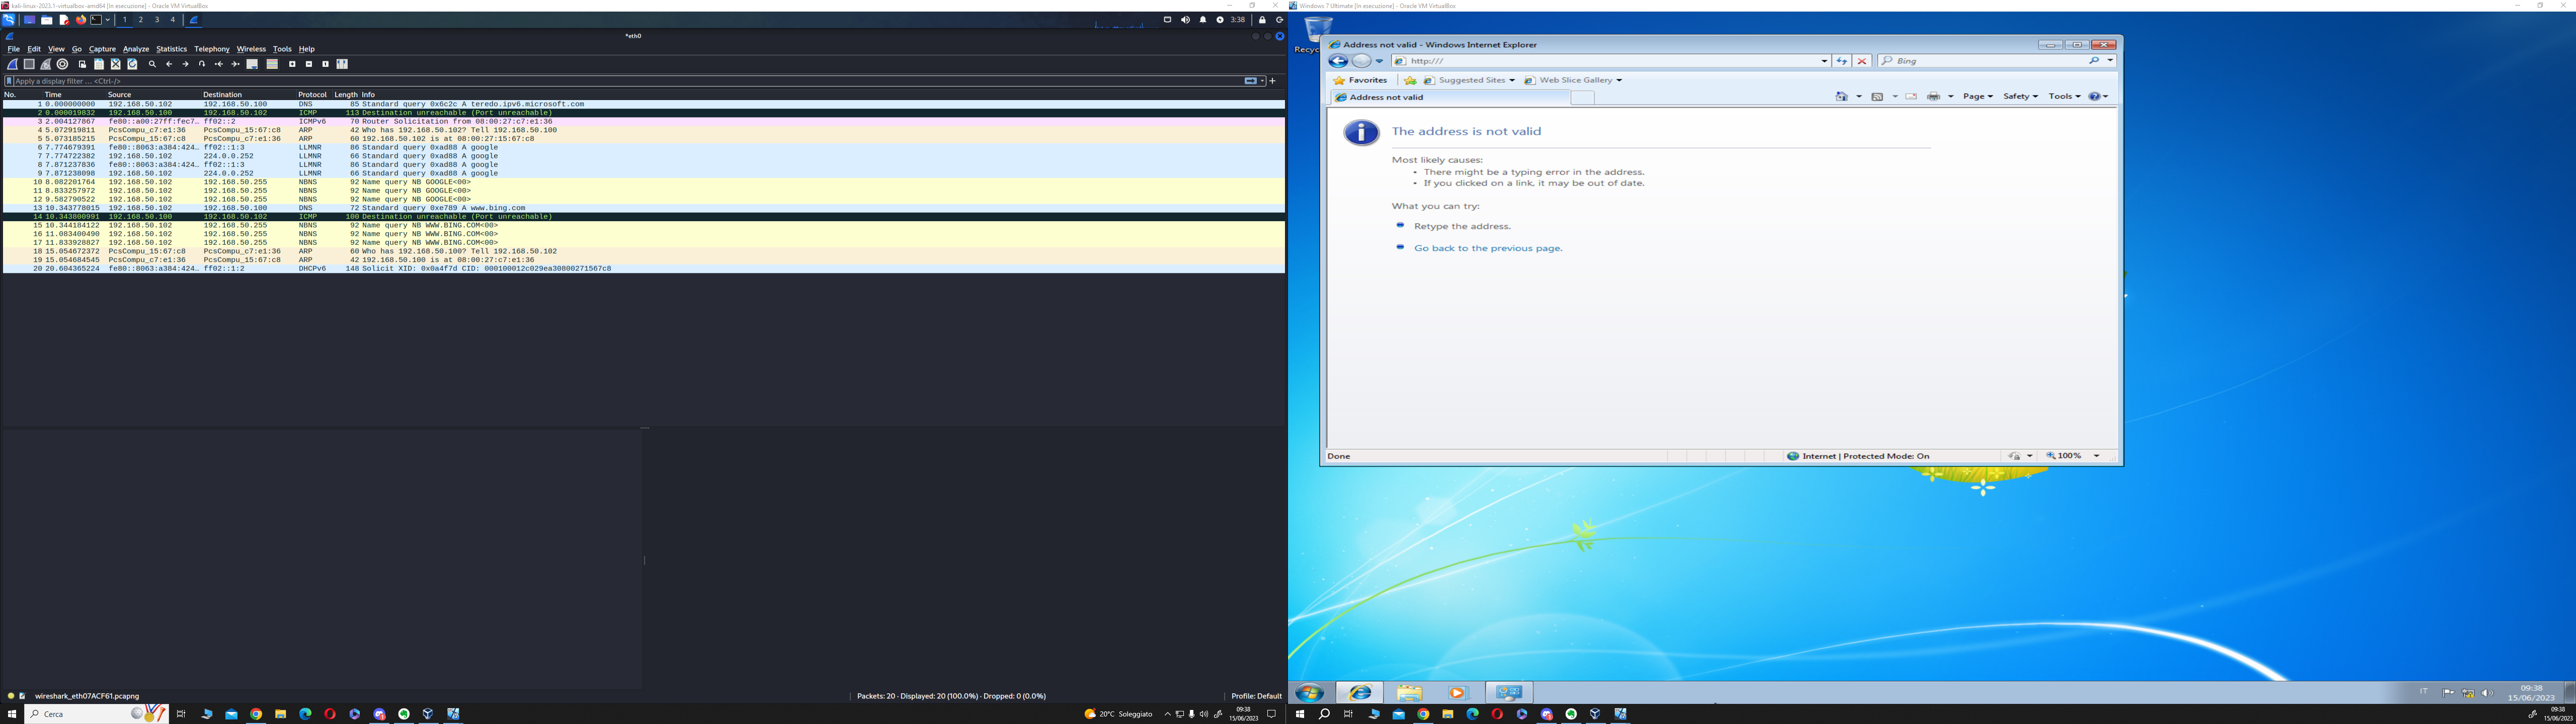 kali-linux-2023.1-virtualbox-amd64 [In esecuzione] - Oracle VM VirtualBox
1 2 3 4
3:38
*eth0
File Edit View Go Capture Analyze Statistics Telephony Wireless Tools Help
Apply a display filter ... <Ctrl-/>
No. Time Source Destination Protocol Length Info
1 0.000000000 192.168.50.102 192.168.50.100 DNS 85 Standard query 0x6c2c A teredo.ipv6.microsoft.com
2 0.000019832 192.168.50.100 192.168.50.102 ICMP 113 Destination unreachable (Port unreachable)
3 2.004127867 fe80::a00:27ff:fec7… ff02::2 ICMPv6 70 Router Solicitation from 08:00:27:c7:e1:36
4 5.072919811 PcsCompu_c7:e1:36 PcsCompu_15:67:c8 ARP 42 Who has 192.168.50.102? Tell 192.168.50.100
5 5.073185215 PcsCompu_15:67:c8 PcsCompu_c7:e1:36 ARP 60 192.168.50.102 is at 08:00:27:15:67:c8
6 7.774679391 fe80::8063:a384:424… ff02::1:3 LLMNR 86 Standard query 0xad88 A google
7 7.774722382 192.168.50.102 224.0.0.252 LLMNR 66 Standard query 0xad88 A google
8 7.871237836 fe80::8063:a384:424… ff02::1:3 LLMNR 86 Standard query 0xad88 A google
9 7.871238098 192.168.50.102 224.0.0.252 LLMNR 66 Standard query 0xad88 A google
10 8.082201764 192.168.50.102 192.168.50.255 NBNS 92 Name query NB GOOGLE<00>
11 8.833257972 192.168.50.102 192.168.50.255 NBNS 92 Name query NB GOOGLE<00>
12 9.582790522 192.168.50.102 192.168.50.255 NBNS 92 Name query NB GOOGLE<00>
13 10.343778015 192.168.50.102 192.168.50.100 DNS 72 Standard query 0xe789 A www.bing.com
14 10.343800991 192.168.50.100 192.168.50.102 ICMP 100 Destination unreachable (Port unreachable)
15 10.344184122 192.168.50.102 192.168.50.255 NBNS 92 Name query NB WWW.BING.COM<00>
16 11.083400490 192.168.50.102 192.168.50.255 NBNS 92 Name query NB WWW.BING.COM<00>
17 11.833928827 192.168.50.102 192.168.50.255 NBNS 92 Name query NB WWW.BING.COM<00>
18 15.054672372 PcsCompu_15:67:c8 PcsCompu_c7:e1:36 ARP 60 Who has 192.168.50.100? Tell 192.168.50.102
19 15.054684545 PcsCompu_c7:e1:36 PcsCompu_15:67:c8 ARP 42 192.168.50.100 is at 08:00:27:c7:e1:36
20 20.604365224 fe80::8063:a384:424… ff02::1:2 DHCPv6 148 Solicit XID: 0x0a4f7d CID: 000100012c029ea30800271567c8
wireshark_eth07ACF61.pcapng
Packets: 20 · Displayed: 20 (100.0%) · Dropped: 0 (0.0%)
Profile: Default
Cerca
20°C Soleggiato
09:38
15/06/2023
Windows 7 Ultimate [In esecuzione] - Oracle VM VirtualBox
Recyc
Address not valid - Windows Internet Explorer
http:///
Bing
Favorites Suggested Sites Web Slice Gallery
Address not valid
Page Safety Tools
The address is not valid
Most likely causes:
• There might be a typing error in the address.
• If you clicked on a link, it may be out of date.
What you can try:
Retype the address.
Go back to the previous page.
Done
Internet | Protected Mode: On
100%
IT
09:38
15/06/2023
09:38
15/06/2023